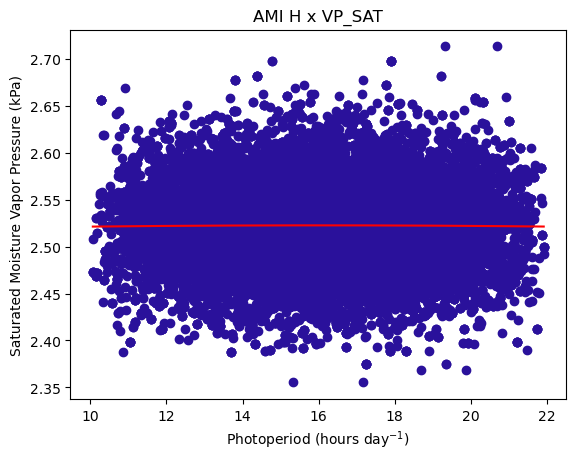 AMI H x VP_SAT
Saturated Moisture Vapor Pressure (kPa)
2.70
2.65
2.60
2.55
2.50
2.45
2.40
2.35
10 12 14 16 18 20 22
Photoperiod (hours day⁻¹)